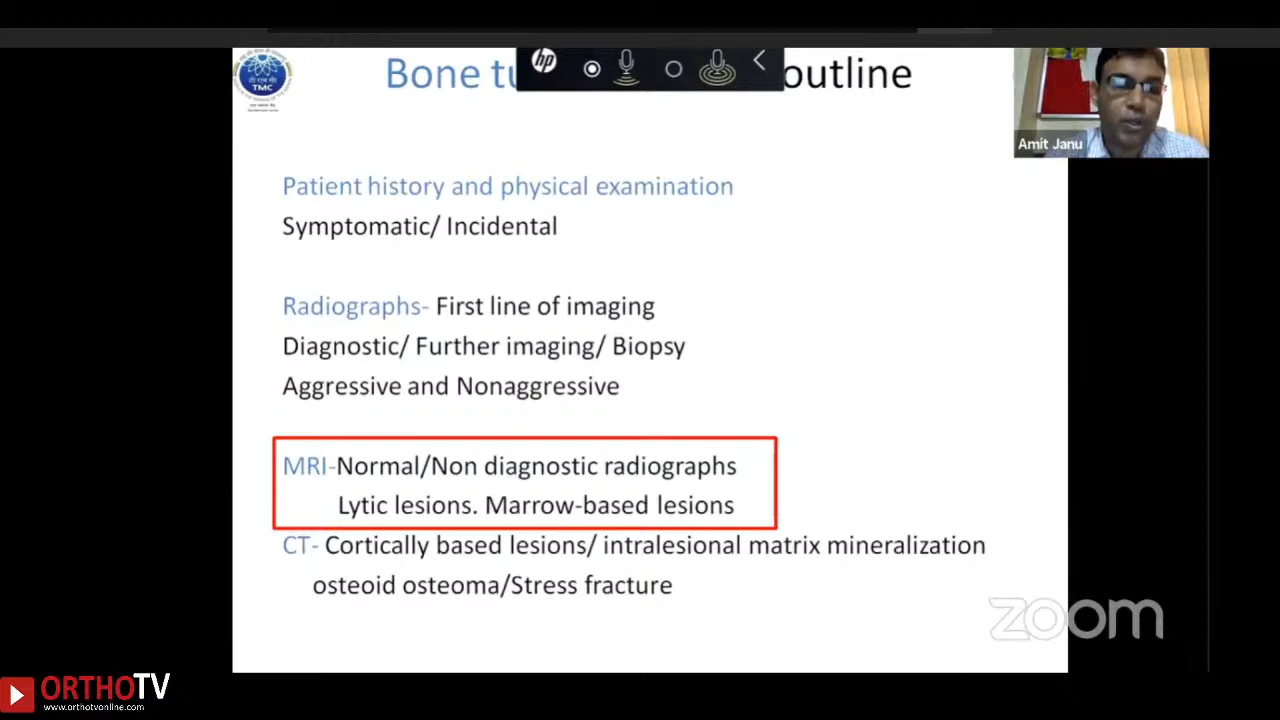 hp
Bone tu outline
TMC
Amit Janu
Patient history and physical examination
Symptomatic/ Incidental
Radiographs- First line of imaging
Diagnostic/ Further imaging/ Biopsy
Aggressive and Nonaggressive
MRI-Normal/Non diagnostic radiographs
Lytic lesions. Marrow-based lesions
CT- Cortically based lesions/ intralesional matrix mineralization
osteoid osteoma/Stress fracture
zoom
ORTHOTV
www.orthotvonline.com